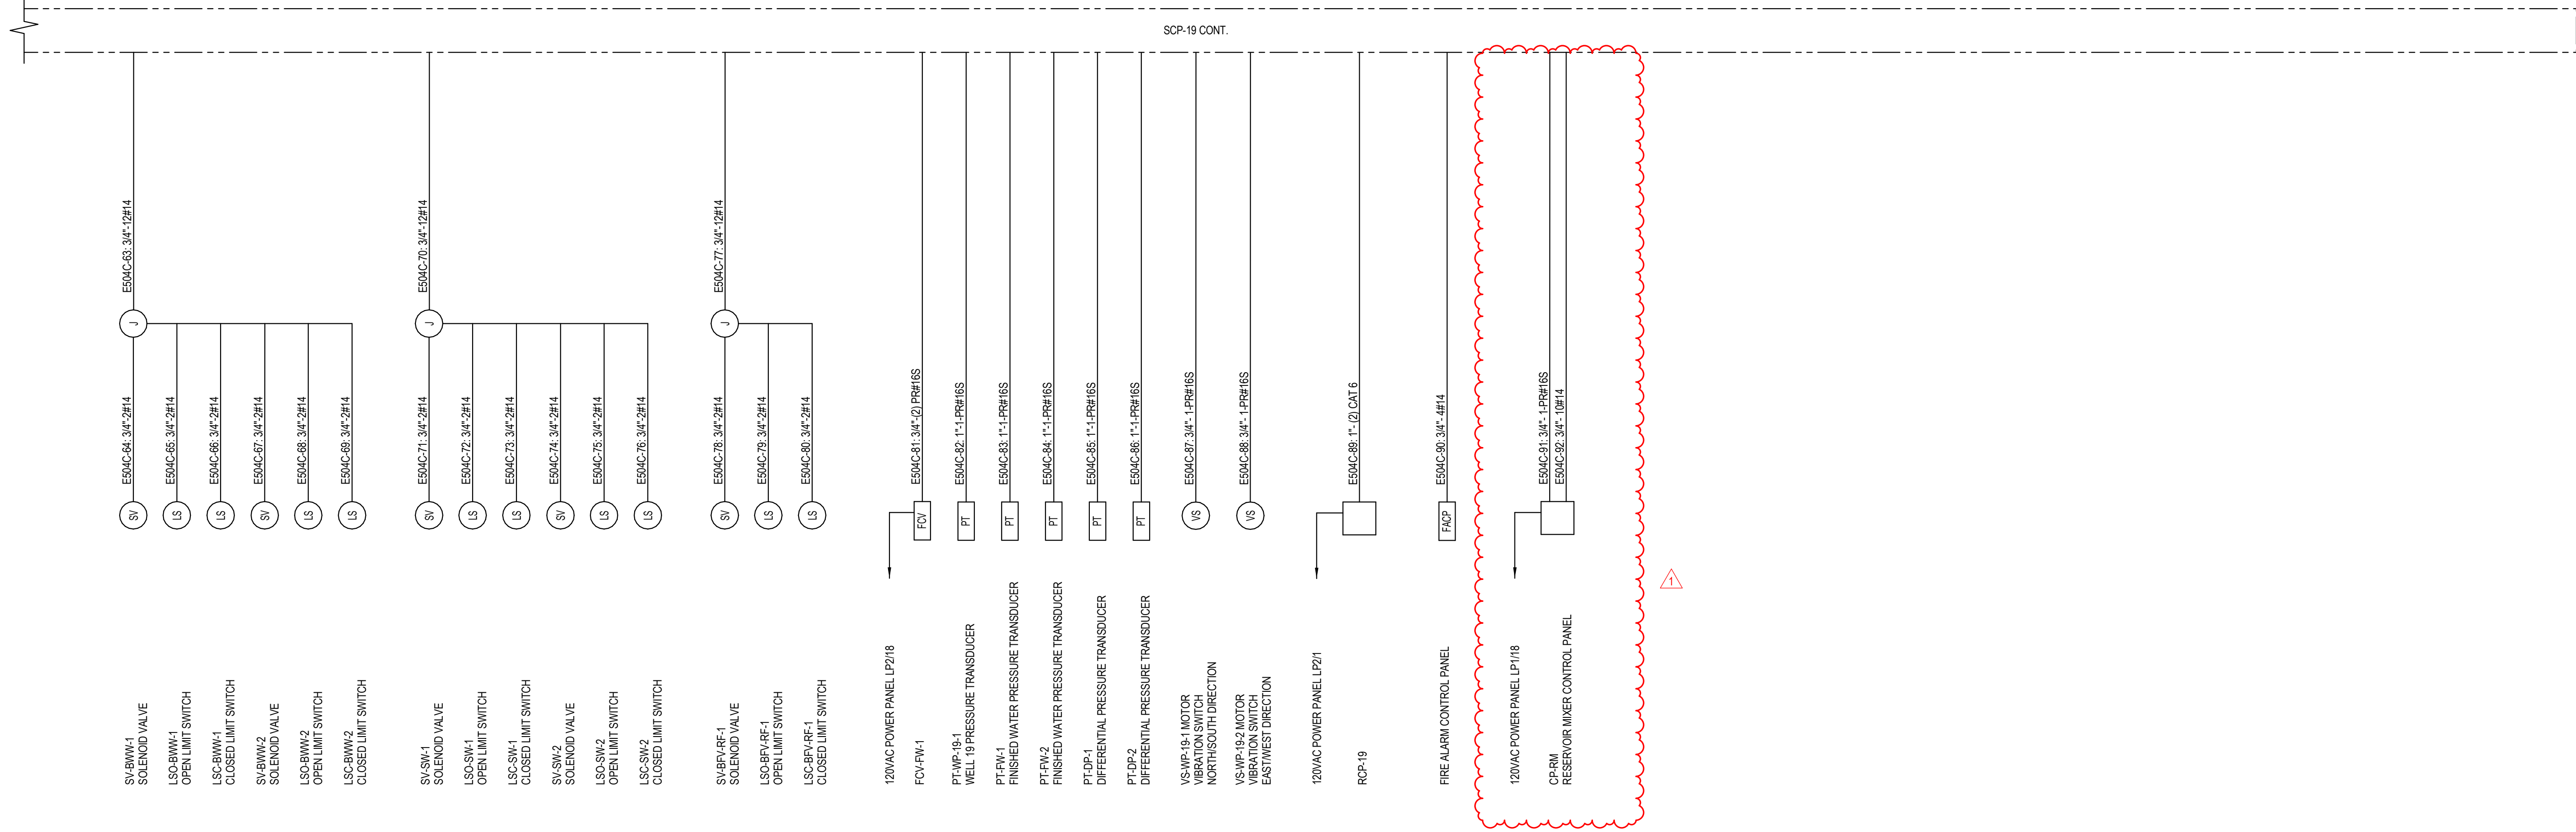 SCP-19 CONT.
E504C-63: 3/4"-12#14
E504C-70: 3/4"-12#14
E504C-77: 3/4"-12#14
J
J
J
E504C-64: 3/4"-2#14
E504C-65: 3/4"-2#14
E504C-66: 3/4"-2#14
E504C-67: 3/4"-2#14
E504C-68: 3/4"-2#14
E504C-69: 3/4"-2#14
E504C-71: 3/4"-2#14
E504C-72: 3/4"-2#14
E504C-73: 3/4"-2#14
E504C-74: 3/4"-2#14
E504C-75: 3/4"-2#14
E504C-76: 3/4"-2#14
E504C-78: 3/4"-2#14
E504C-79: 3/4"-2#14
E504C-80: 3/4"-2#14
E504C-81: 3/4"-(2) PR#16S
E504C-82: 1"-1-PR#16S
E504C-83: 1"-1-PR#16S
E504C-84: 1"-1-PR#16S
E504C-85: 1"-1-PR#16S
E504C-86: 1"-1-PR#16S
E504C-87: 3/4"- 1-PR#16S
E504C-88: 3/4"- 1-PR#16S
E504C-89: 1"- (2) CAT 6
E504C-90: 3/4"- 4#14
E504C-91: 3/4"- 1-PR#16S
E504C-92: 3/4"- 10#14
SV
LS
LS
SV
LS
LS
SV
LS
LS
SV
LS
LS
SV
LS
LS
FCV
PT
PT
PT
PT
PT
VS
VS
FACP
1
SV-BWW-1
SOLENOID VALVE
LSO-BWW-1
OPEN LIMIT SWITCH
LSC-BWW-1
CLOSED LIMIT SWITCH
SV-BWW-2
SOLENOID VALVE
LSO-BWW-2
OPEN LIMIT SWITCH
LSC-BWW-2
CLOSED LIMIT SWITCH
SV-SW-1
SOLENOID VALVE
LSO-SW-1
OPEN LIMIT SWITCH
LSC-SW-1
CLOSED LIMIT SWITCH
SV-SW-2
SOLENOID VALVE
LSO-SW-2
OPEN LIMIT SWITCH
LSC-SW-2
CLOSED LIMIT SWITCH
SV-BFV-RF-1
SOLENOID VALVE
LSO-BFV-RF-1
OPEN LIMIT SWITCH
LSC-BFV-RF-1
CLOSED LIMIT SWITCH
120VAC POWER PANEL LP2/18
FCV-FW-1
PT-WP-19-1
WELL 19 PRESSURE TRANSDUCER
PT-FW-1
FINISHED WATER PRESSURE TRANSDUCER
PT-FW-2
FINISHED WATER PRESSURE TRANSDUCER
PT-DP-1
DIFFERENTIAL PRESSURE TRANSDUCER
PT-DP-2
DIFFERENTIAL PRESSURE TRANSDUCER
VS-WP-19-1 MOTOR
VIBRATION SWITCH
NORTH/SOUTH DIRECTION
VS-WP-19-2 MOTOR
VIBRATION SWITCH
EAST/WEST DIRECTION
120VAC POWER PANEL LP2/1
RCP-19
FIRE ALARM CONTROL PANEL
120VAC POWER PANEL LP1/18
CP-RM
RESERVOIR MIXER CONTROL PANEL